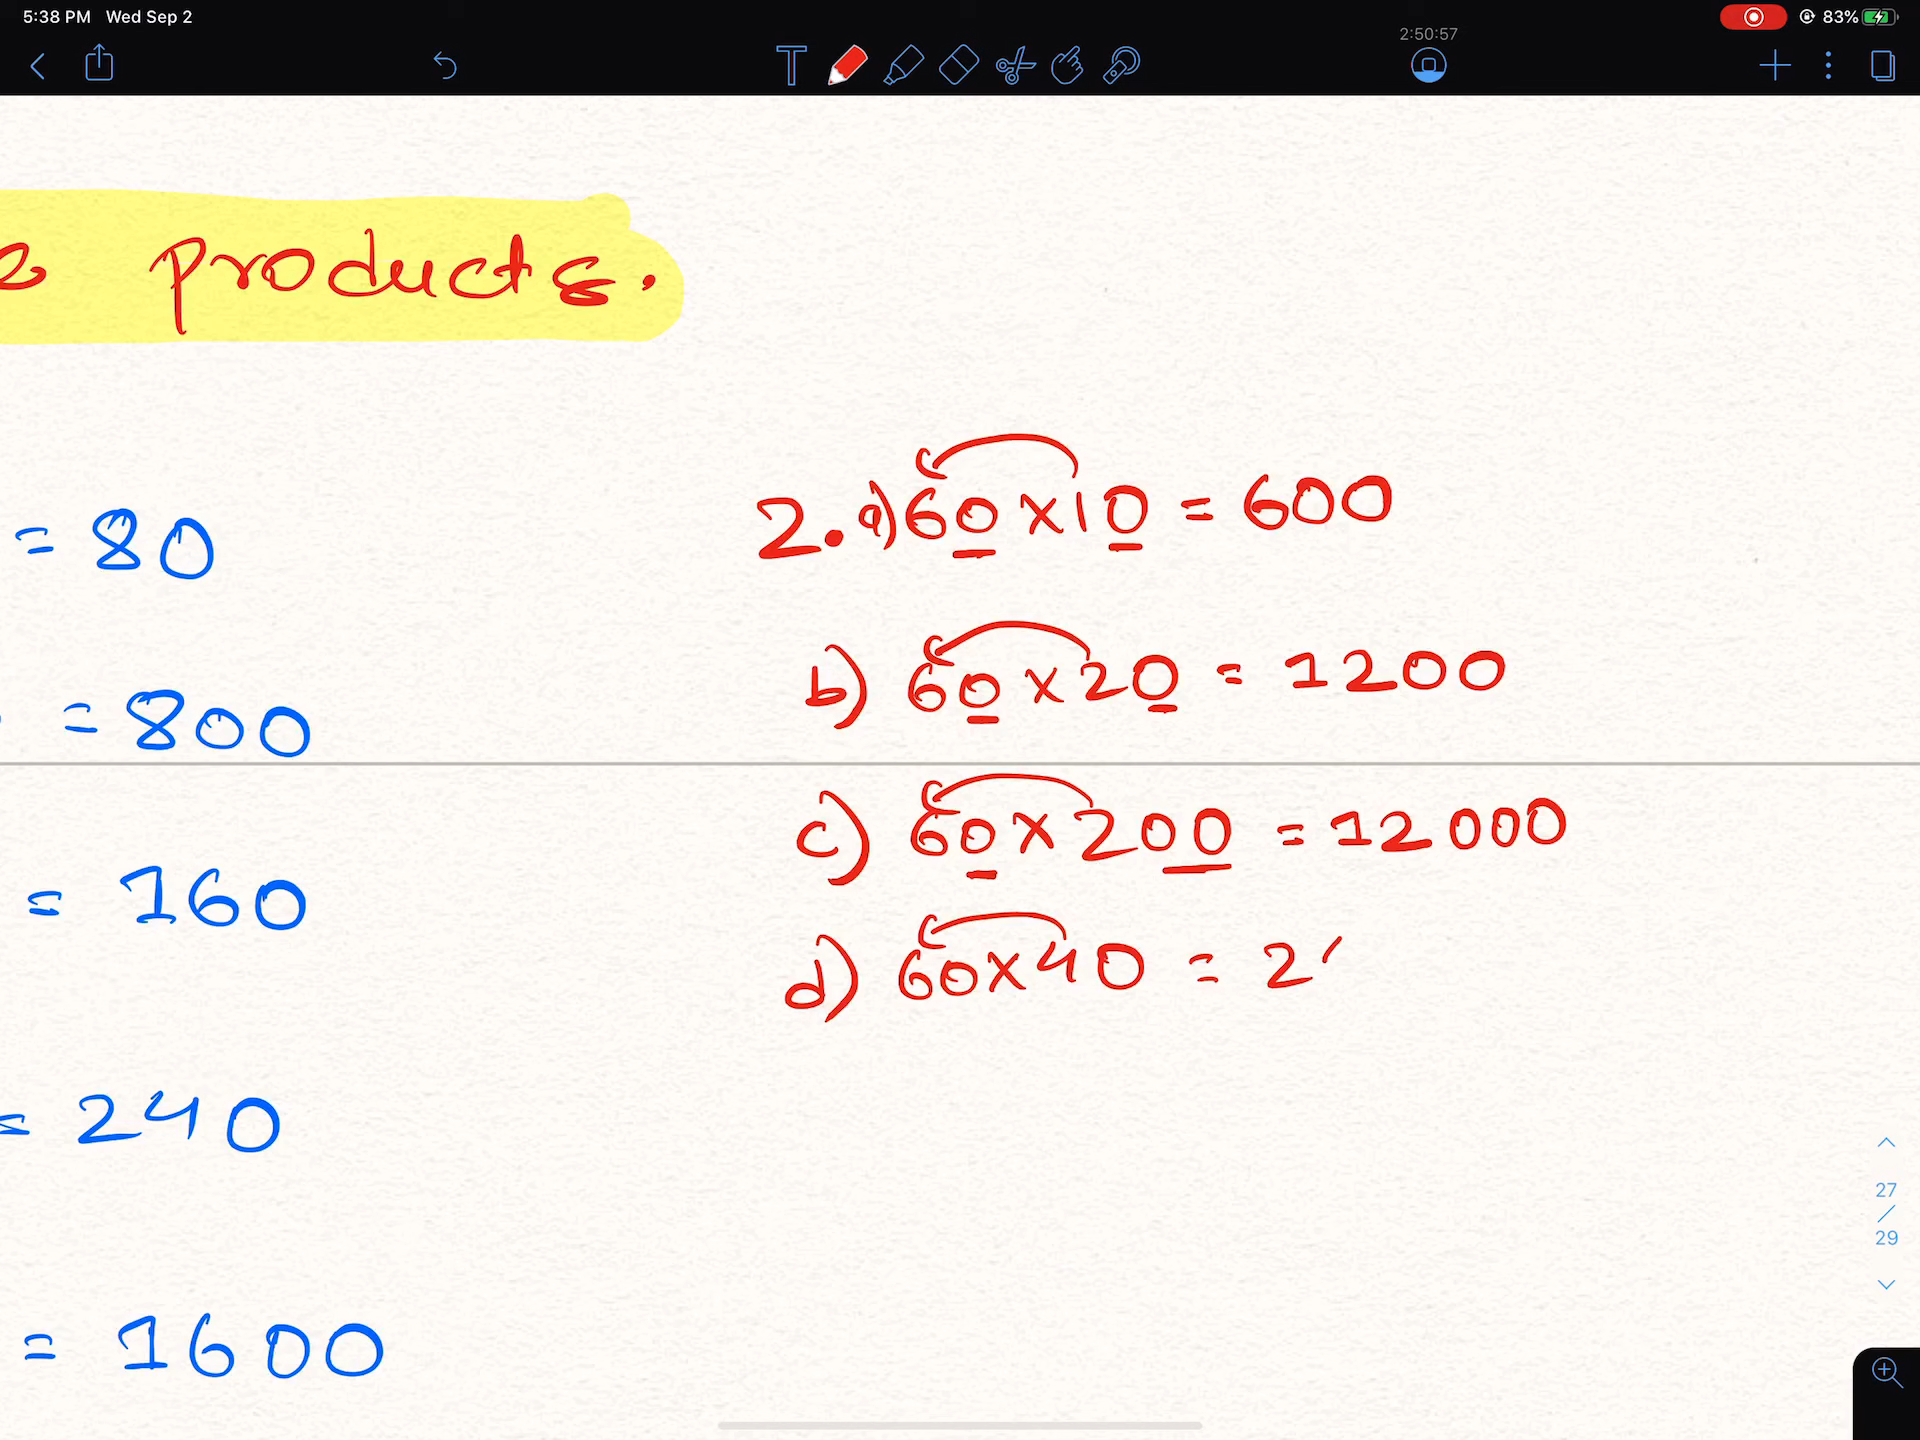 5:38 PM Wed Sep 2
83%
2:50:57
products.
= 80
= 800
= 160
= 240
= 1600
2. a) 60 × 10 = 600
b) 60 × 20 = 1200
c) 60 × 200 = 12000
d) 60 × 40 = 2
27
/
29